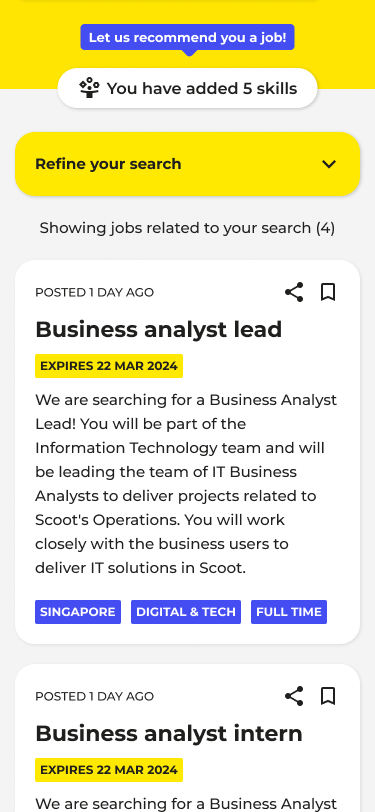 Let us recommend you a job!
You have added 5 skills
Refine your search
Showing jobs related to your search (4)
POSTED 1 DAY AGO
Business analyst lead
EXPIRES 22 MAR 2024
We are searching for a Business Analyst
Lead! You will be part of the
Information Technology team and will
be leading the team of IT Business
Analysts to deliver projects related to
Scoot's Operations. You will work
closely with the business users to
deliver IT solutions in Scoot.
SINGAPORE DIGITAL & TECH FULL TIME
POSTED 1 DAY AGO
Business analyst intern
EXPIRES 22 MAR 2024
We are searching for a Business Analyst